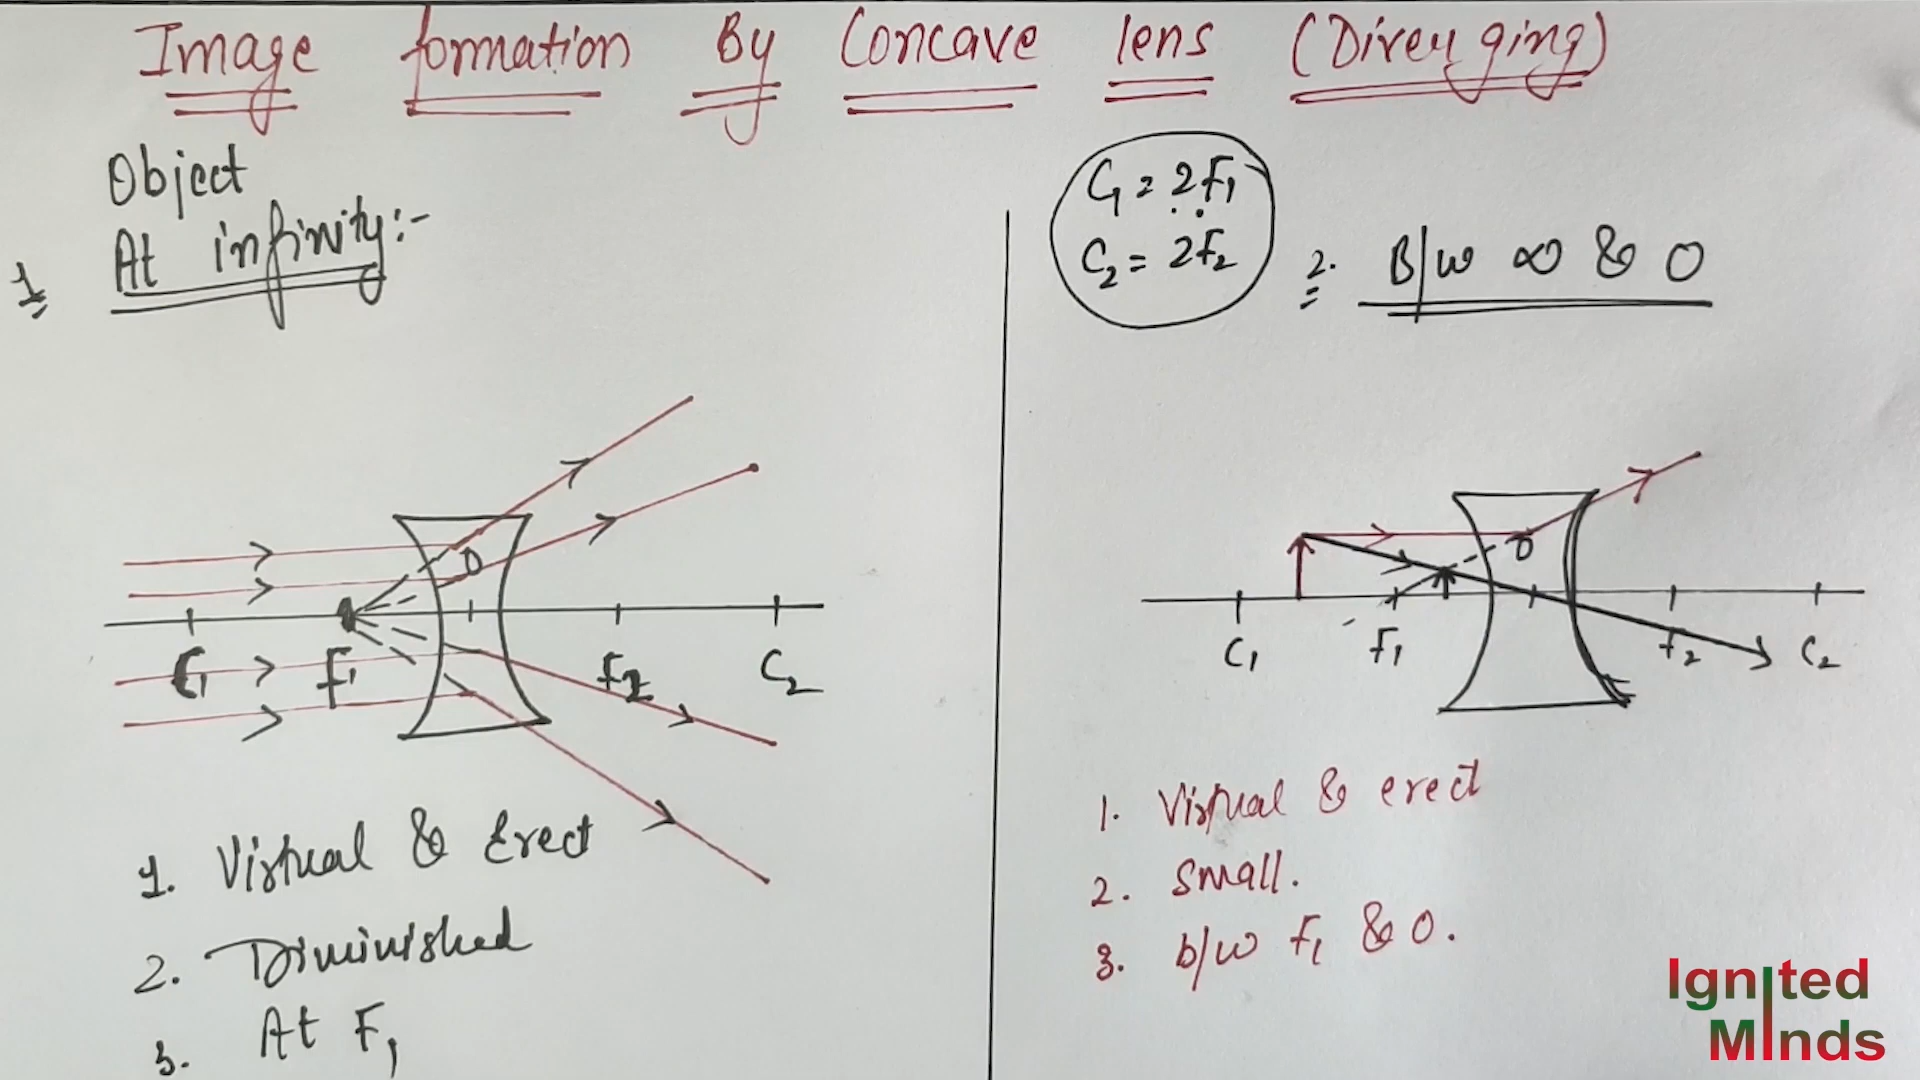 Image formation By Concave lens (Diverging)
Object
1 At infinity:-
C₁ = 2F₁
C₂ = 2F₂
2. B/w ∞ & O
O
C₁ F₁ F₂ C₂
1. Virtual & Erect
2. Diminished
3. At F₁
O
C₁ F₁ F₂ C₂
1. Virtual & erect
2. Small.
3. b/w F₁ & O.
Ignited
Minds